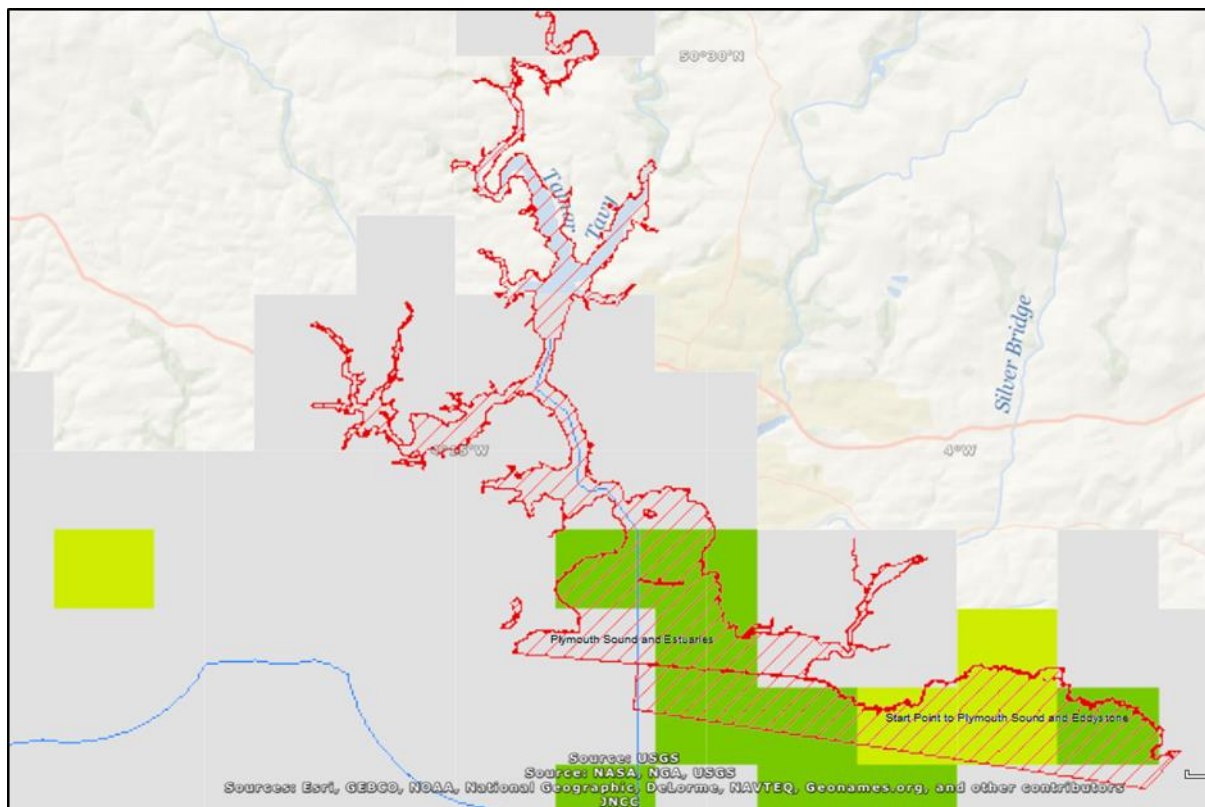 50°30'N
Tamar
Tavy
Silver Bridge
4°W
Plymouth Sound and Estuaries
Start Point to Plymouth Sound and Eddystone
Source: USGS
Source: NASA, NGA, USGS
Sources: Esri, GEBCO, NOAA, National Geographic, DeLorme, NAVTEQ, Geonames.org, and other contributors
JNCC